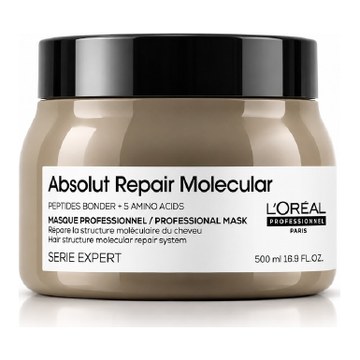 Absolut Repair Molecular
PEPTIDES BONDER + 5 AMINO ACIDS
MASQUE PROFESSIONNEL / PROFESSIONAL MASK
Répare la structure moléculaire du cheveu
Hair structure molecular repair system
SERIE EXPERT
L'ORÉAL
PROFESSIONNEL
PARIS
500 ml 16.9 FL.OZ.